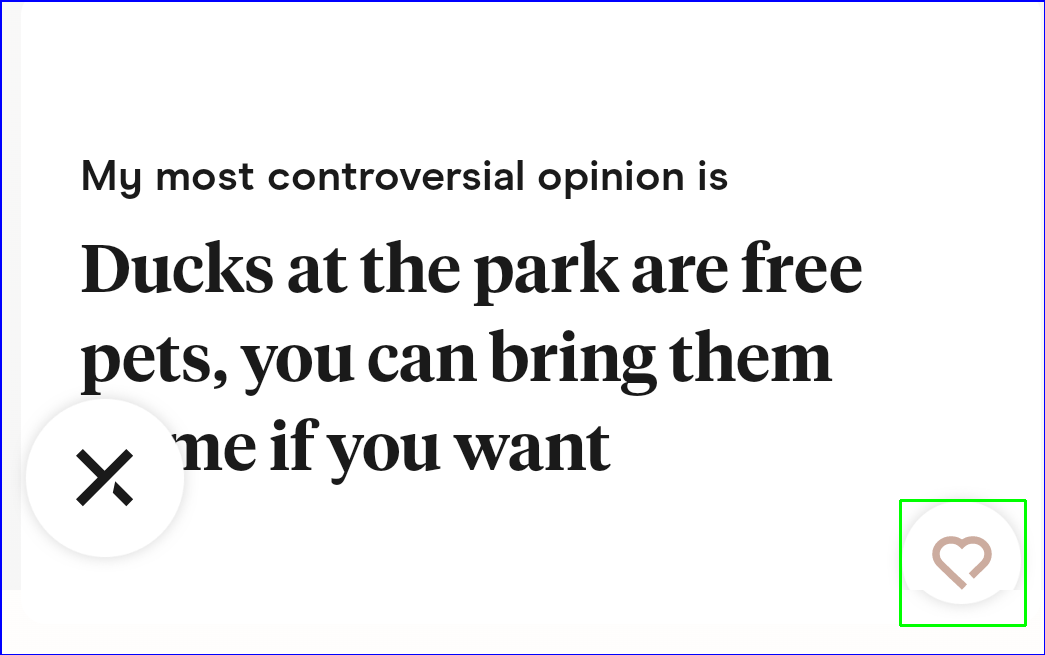 My most controversial opinion is
Ducks at the park are free
pets, you can bring them
me if you want